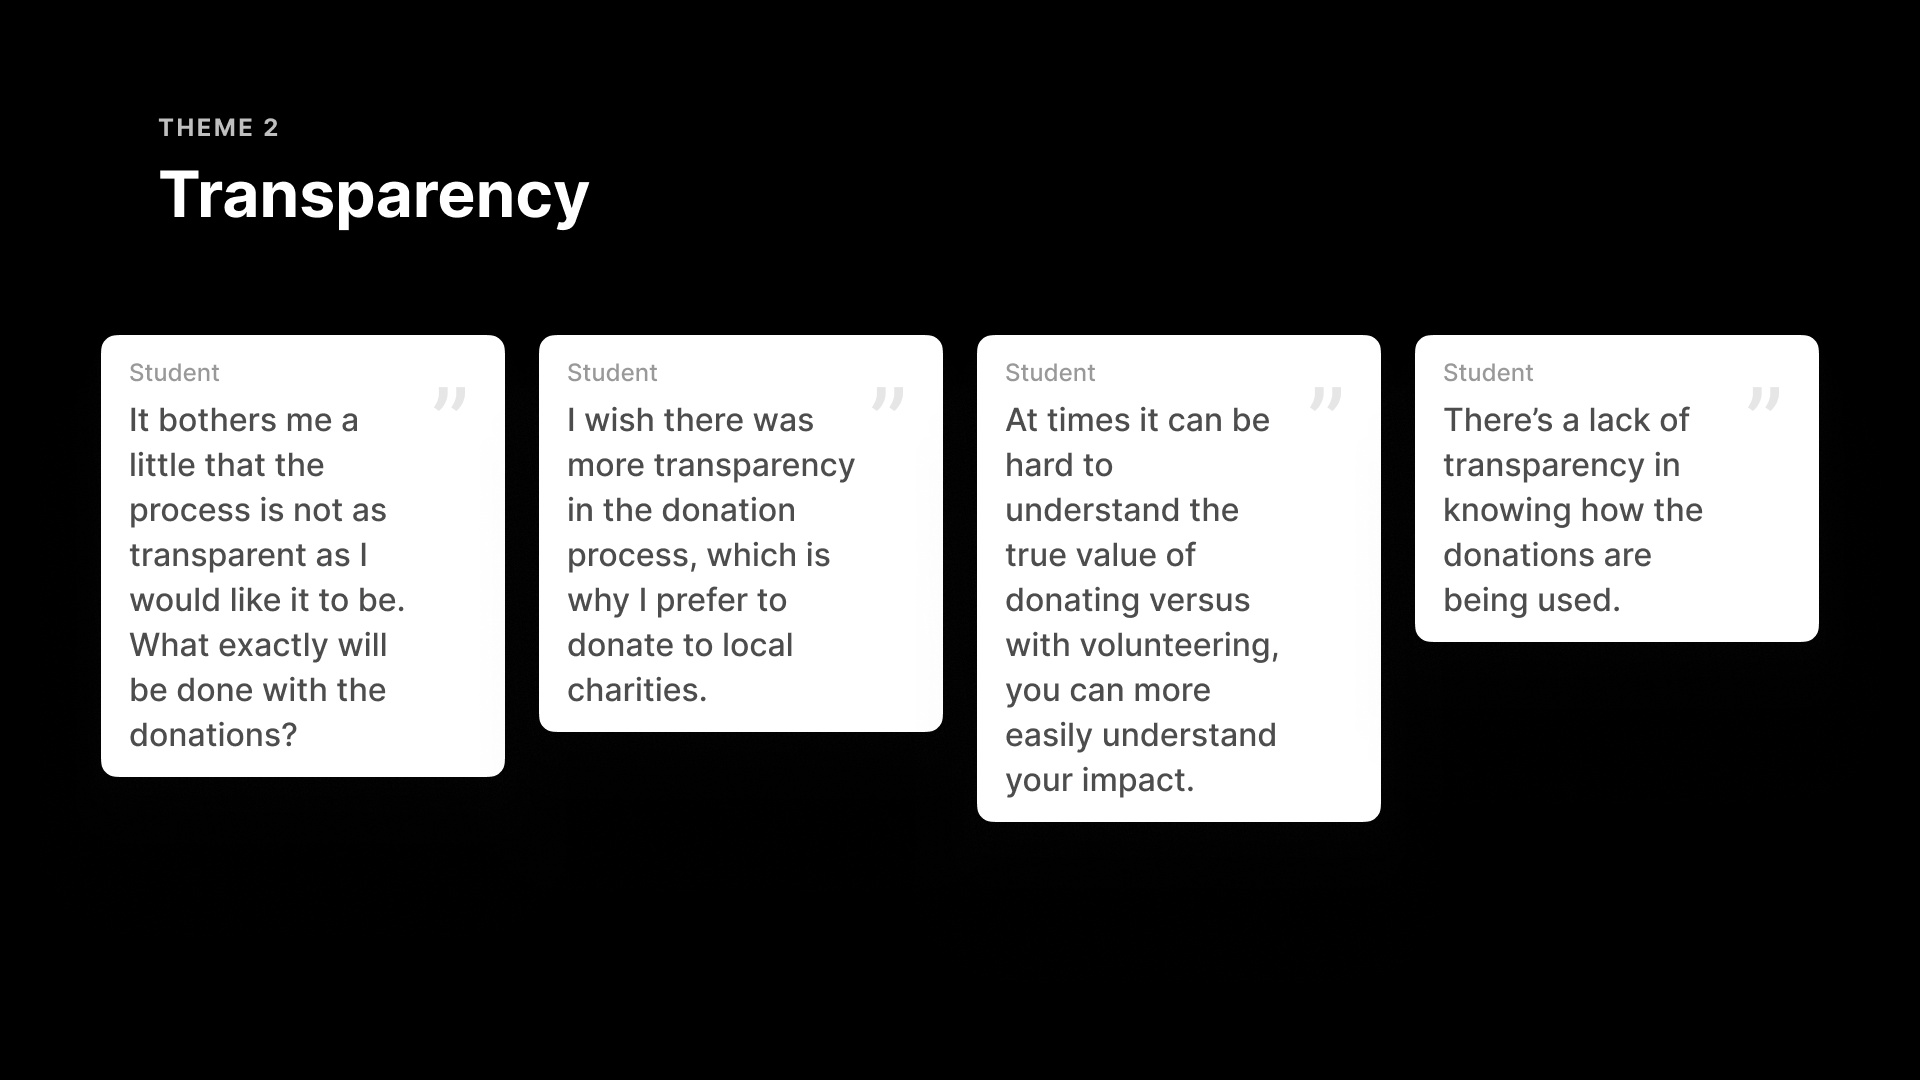 THEME 2
Transparency
Student
”
It bothers me a
little that the
process is not as
transparent as I
would like it to be.
What exactly will
be done with the
donations?
Student
”
I wish there was
more transparency
in the donation
process, which is
why I prefer to
donate to local
charities.
Student
”
At times it can be
hard to
understand the
true value of
donating versus
with volunteering,
you can more
easily understand
your impact.
Student
”
There’s a lack of
transparency in
knowing how the
donations are
being used.